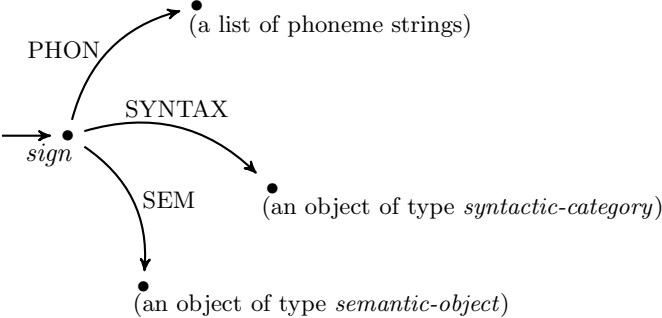 (a list of phoneme strings)
PHON
SYNTAX
sign
SEM
(an object of type syntactic-category)
(an object of type semantic-object)